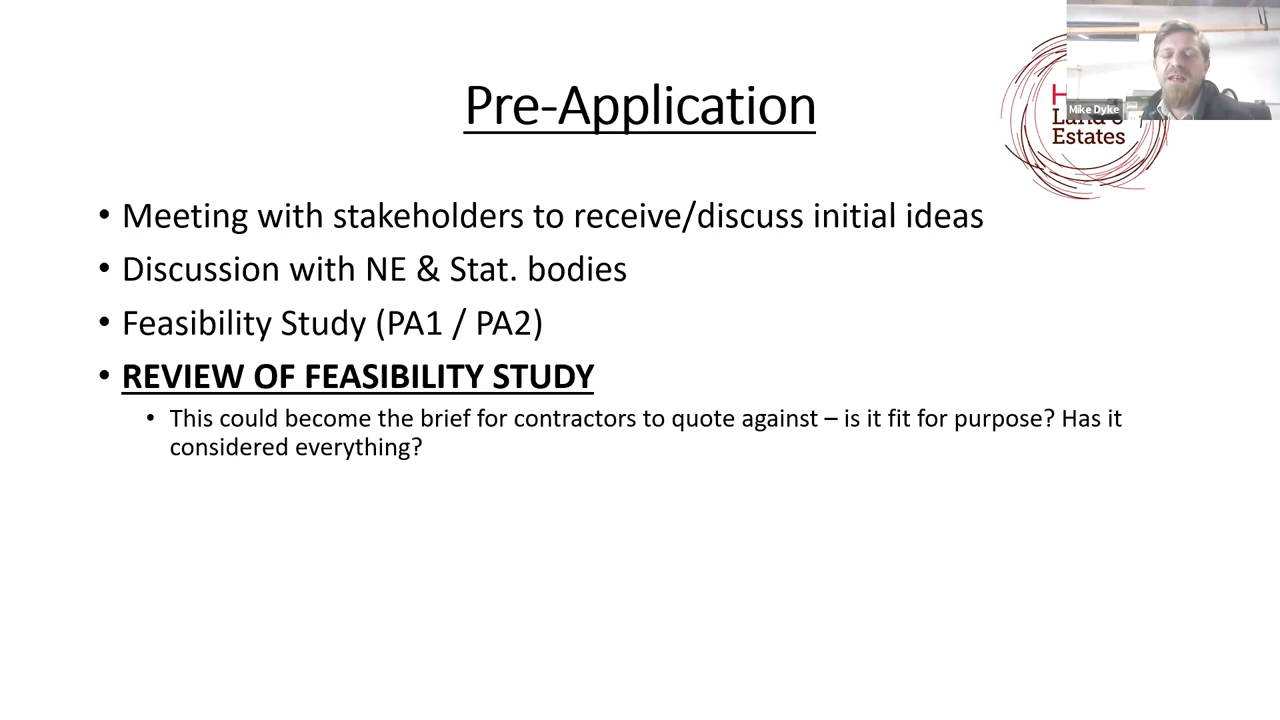 Pre-Application
Mike Dyke
Estates
• Meeting with stakeholders to receive/discuss initial ideas
• Discussion with NE & Stat. bodies
• Feasibility Study (PA1 / PA2)
• REVIEW OF FEASIBILITY STUDY
• This could become the brief for contractors to quote against – is it fit for purpose? Has it
considered everything?